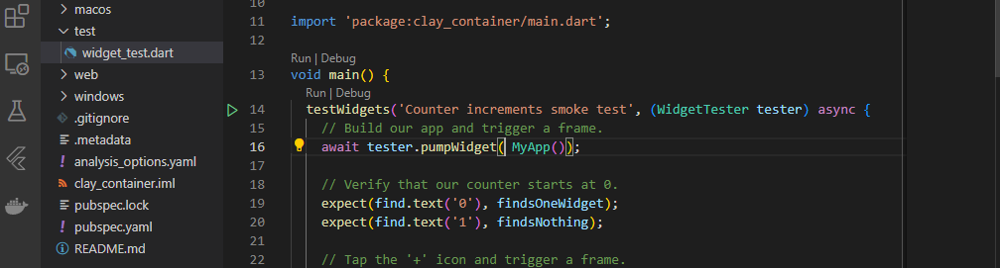 macos
test
widget_test.dart
web
windows
.gitignore
.metadata
analysis_options.yaml
clay_container.iml
pubspec.lock
pubspec.yaml
README.md
10
11 import 'package:clay_container/main.dart';
12
Run | Debug
13 void main() {
Run | Debug
14 testWidgets('Counter increments smoke test', (WidgetTester tester) async {
15 // Build our app and trigger a frame.
16 await tester.pumpWidget( MyApp());
17
18 // Verify that our counter starts at 0.
19 expect(find.text('0'), findsOneWidget);
20 expect(find.text('1'), findsNothing);
21
22 // Tap the '+' icon and trigger a frame.